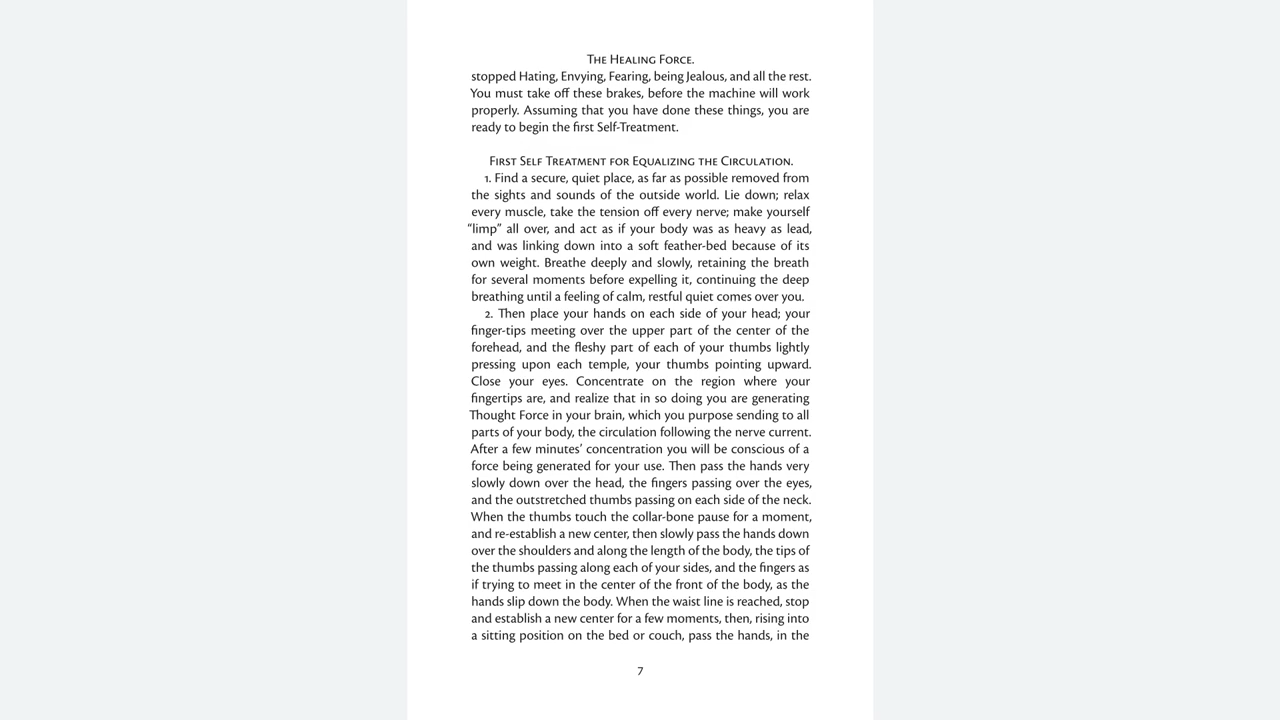 The Healing Force.
stopped Hating, Envying, Fearing, being Jealous, and all the rest.
You must take off these brakes, before the machine will work
properly. Assuming that you have done these things, you are
ready to begin the first Self-Treatment.
First Self Treatment for Equalizing the Circulation.
1. Find a secure, quiet place, as far as possible removed from
the sights and sounds of the outside world. Lie down; relax
every muscle, take the tension off every nerve; make yourself
“limp” all over, and act as if your body was as heavy as lead,
and was linking down into a soft feather-bed because of its
own weight. Breathe deeply and slowly, retaining the breath
for several moments before expelling it, continuing the deep
breathing until a feeling of calm, restful quiet comes over you.
2. Then place your hands on each side of your head; your
finger-tips meeting over the upper part of the center of the
forehead, and the fleshy part of each of your thumbs lightly
pressing upon each temple, your thumbs pointing upward.
Close your eyes. Concentrate on the region where your
fingertips are, and realize that in so doing you are generating
Thought Force in your brain, which you purpose sending to all
parts of your body, the circulation following the nerve current.
After a few minutes’ concentration you will be conscious of a
force being generated for your use. Then pass the hands very
slowly down over the head, the fingers passing over the eyes,
and the outstretched thumbs passing on each side of the neck.
When the thumbs touch the collar-bone pause for a moment,
and re-establish a new center, then slowly pass the hands down
over the shoulders and along the length of the body, the tips of
the thumbs passing along each of your sides, and the fingers as
if trying to meet in the center of the front of the body, as the
hands slip down the body. When the waist line is reached, stop
and establish a new center for a few moments, then, rising into
a sitting position on the bed or couch, pass the hands, in the
7